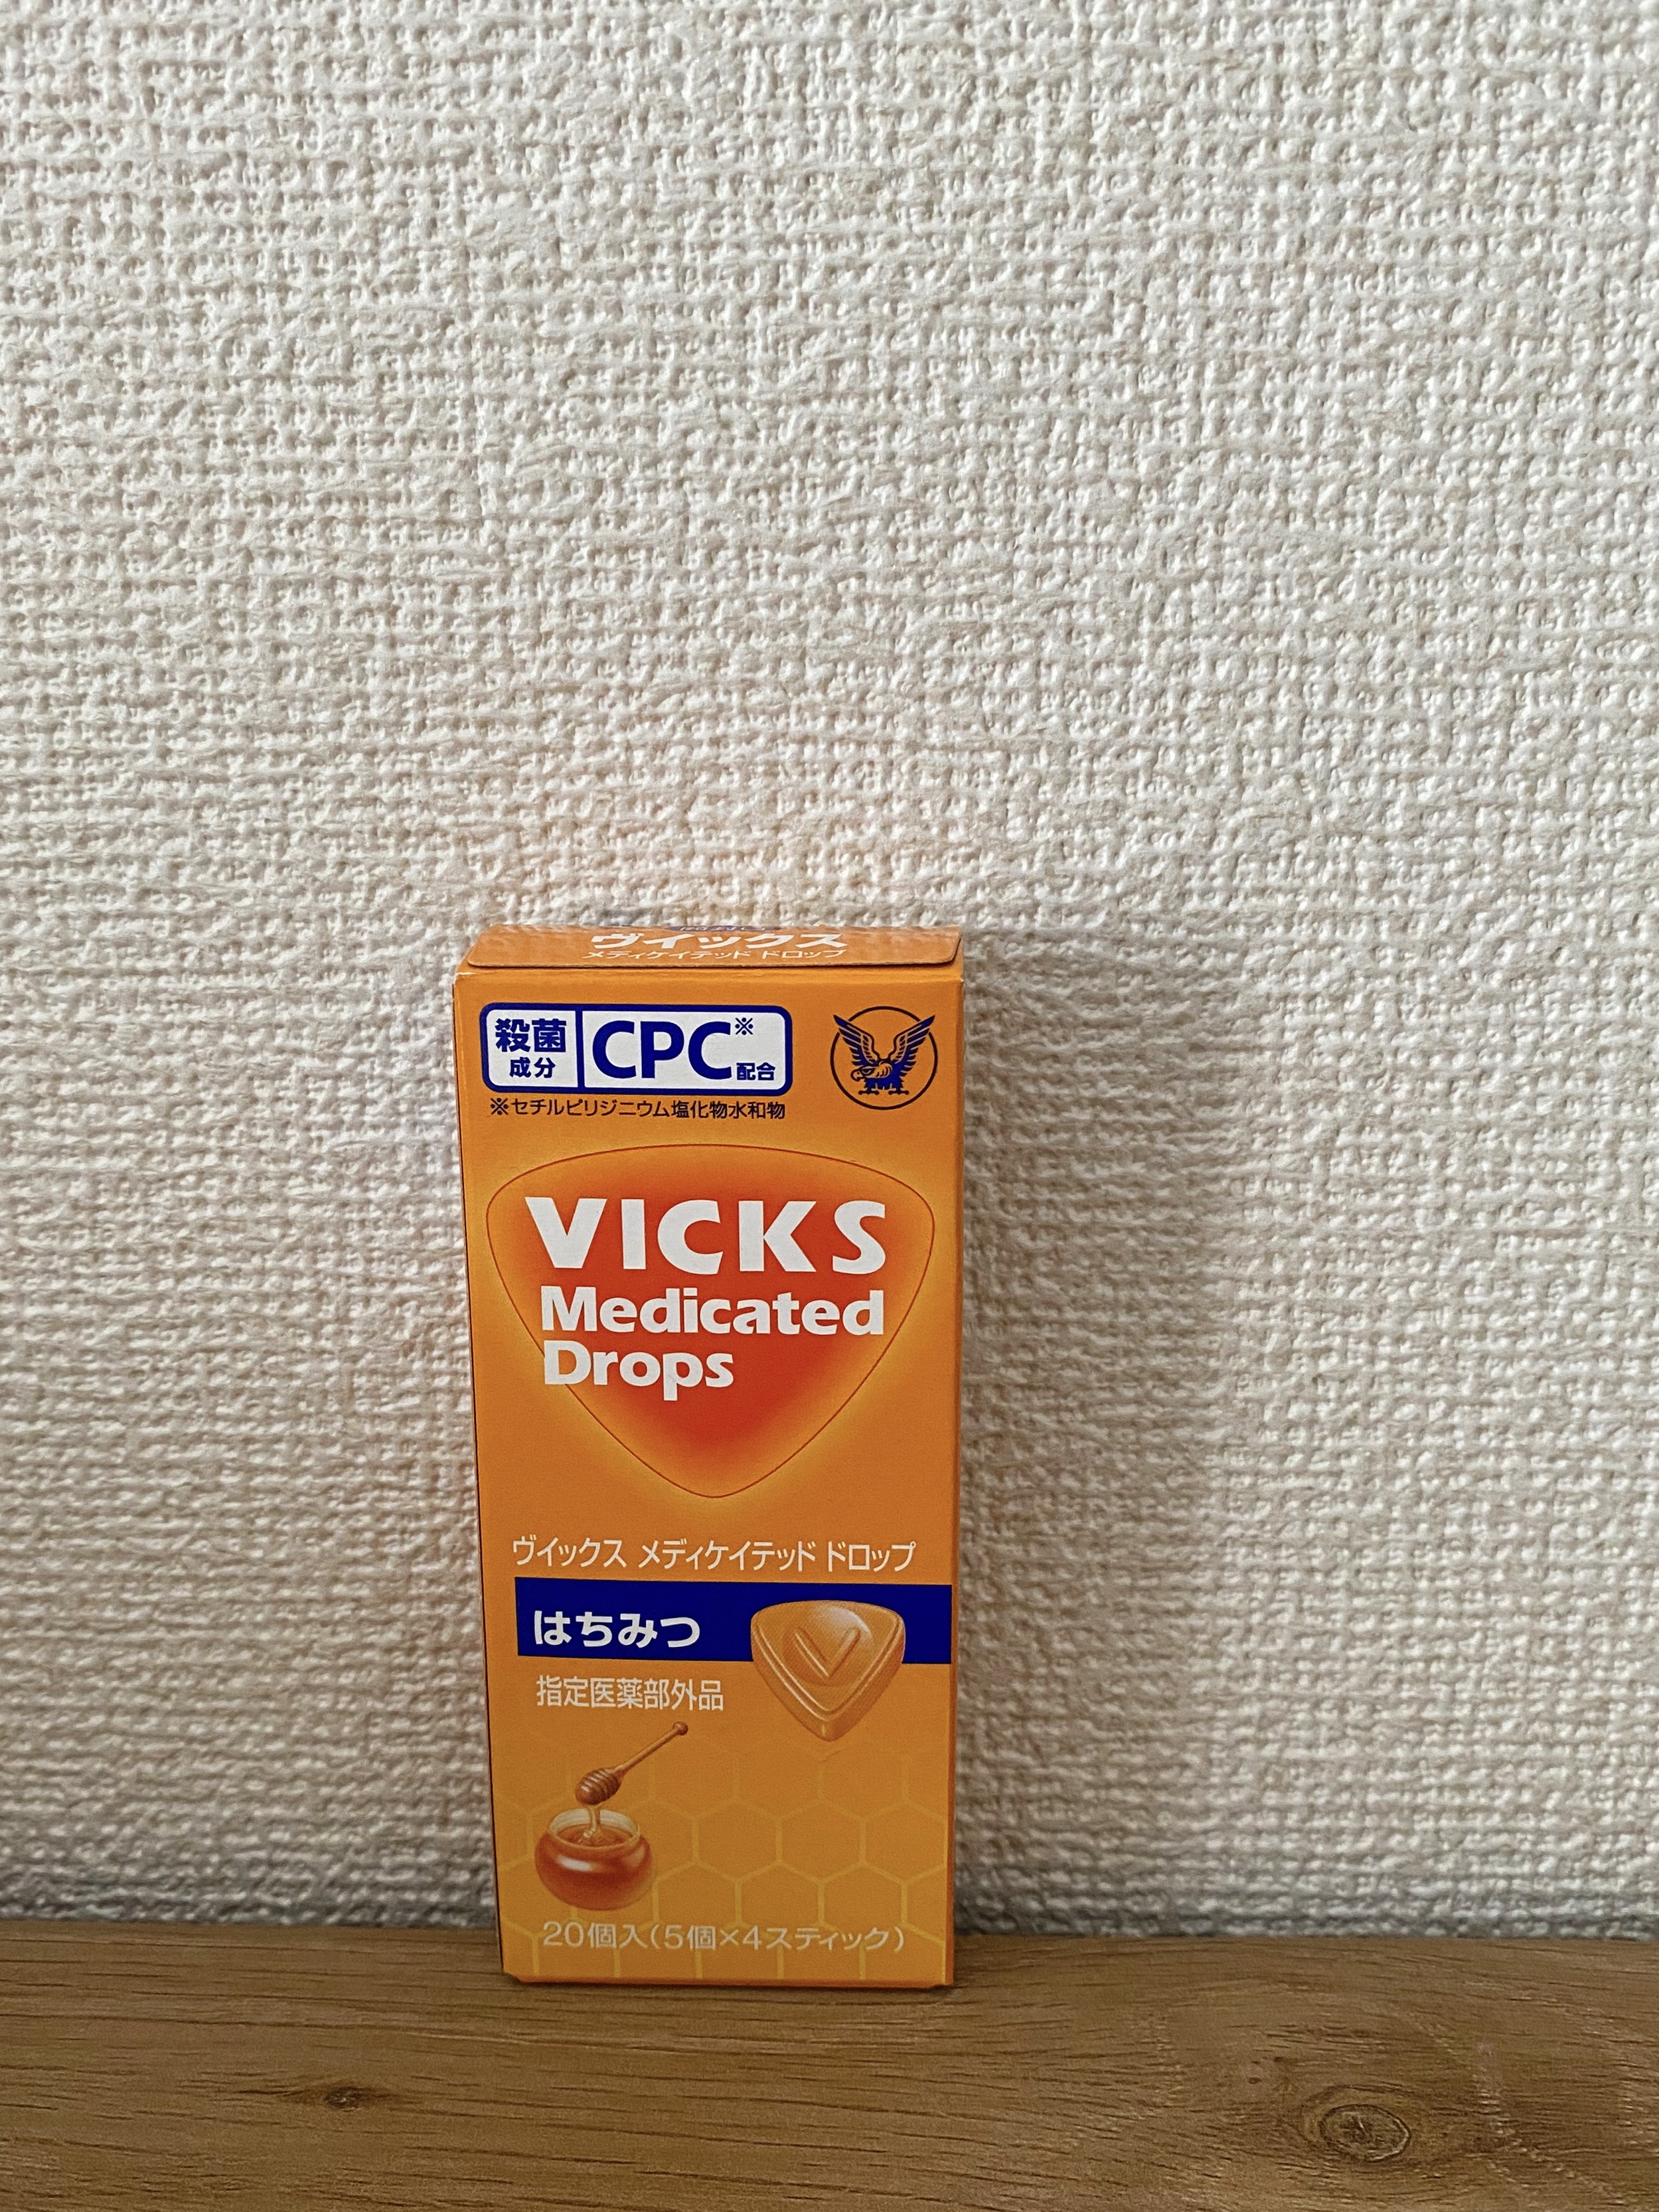 ヴイックス
メディケイテッド ドロップ
殺菌
成分
CPC※
配合
※セチルピリジニウム塩化物水和物
VICKS
Medicated
Drops
ヴイックス メディケイテッド ドロップ
はちみつ
指定医薬部外品
20個入(5個×4スティック)